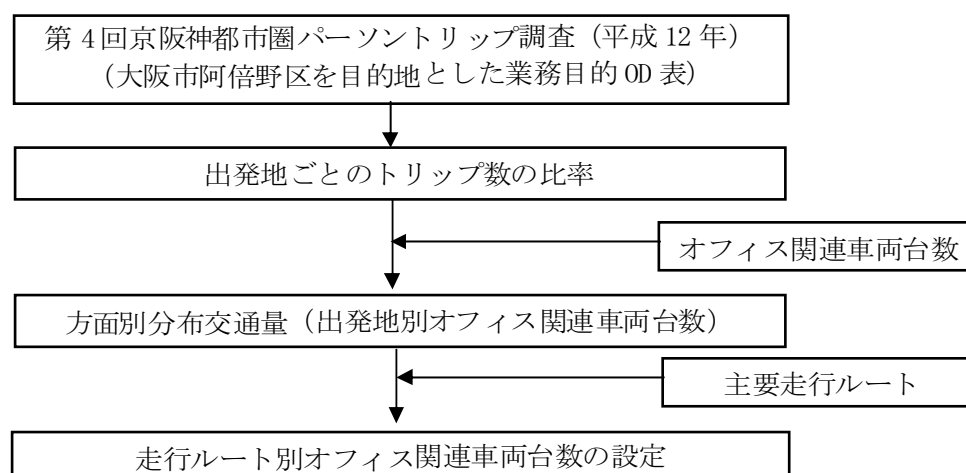 第4回京阪神都市圏パーソントリップ調査（平成12年）
（大阪市阿倍野区を目的地とした業務目的OD表）
出発地ごとのトリップ数の比率
オフィス関連車両台数
方面別分布交通量（出発地別オフィス関連車両台数）
主要走行ルート
走行ルート別オフィス関連車両台数の設定